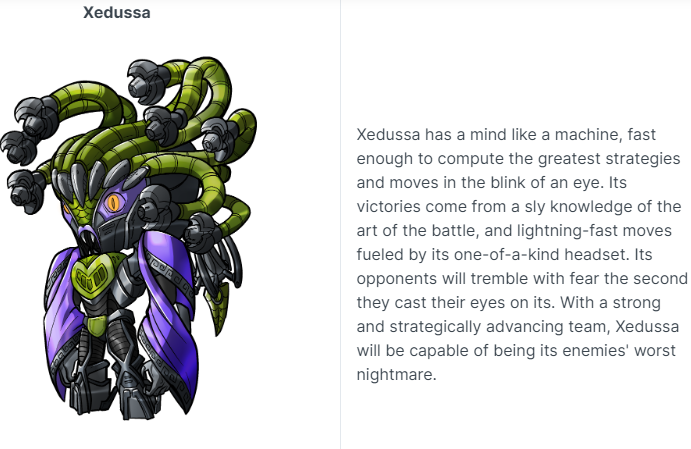 Xedussa
Xedussa has a mind like a machine, fast
enough to compute the greatest strategies
and moves in the blink of an eye. Its
victories come from a sly knowledge of the
art of the battle, and lightning-fast moves
fueled by its one-of-a-kind headset. Its
opponents will tremble with fear the second
they cast their eyes on its. With a strong
and strategically advancing team, Xedussa
will be capable of being its enemies' worst
nightmare.